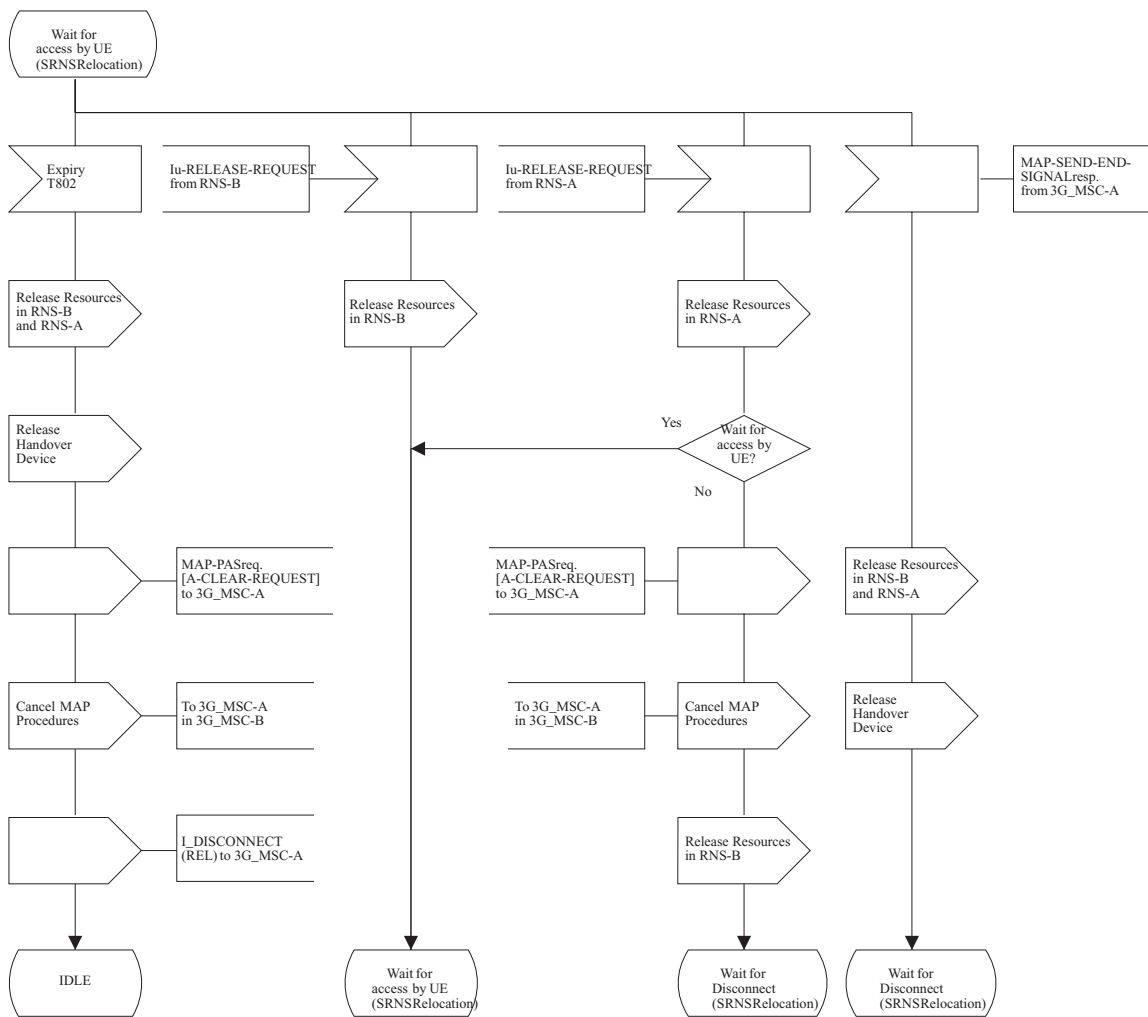 Wait for
access by UE
(SRNSRelocation)
Expiry
T802
Iu-RELEASE-REQUEST
from RNS-B
Iu-RELEASE-REQUEST
from RNS-A
MAP-SEND-END-
SIGNALresp.
from 3G_MSC-A
Release Resources
in RNS-B
and RNS-A
Release Resources
in RNS-B
Release Resources
in RNS-A
Release
Handover
Device
Yes
Wait for
access by
UE?
No
MAP-PASreq.
[A-CLEAR-REQUEST]
to 3G_MSC-A
MAP-PASreq.
[A-CLEAR-REQUEST]
to 3G_MSC-A
Release Resources
in RNS-B
and RNS-A
Cancel MAP
Procedures
To 3G_MSC-A
in 3G_MSC-B
To 3G_MSC-A
in 3G_MSC-B
Cancel MAP
Procedures
Release
Handover
Device
I_DISCONNECT
(REL) to 3G_MSC-A
Release Resources
in RNS-B
IDLE
Wait for
access by UE
(SRNSRelocation)
Wait for
Disconnect
(SRNSRelocation)
Wait for
Disconnect
(SRNSRelocation)